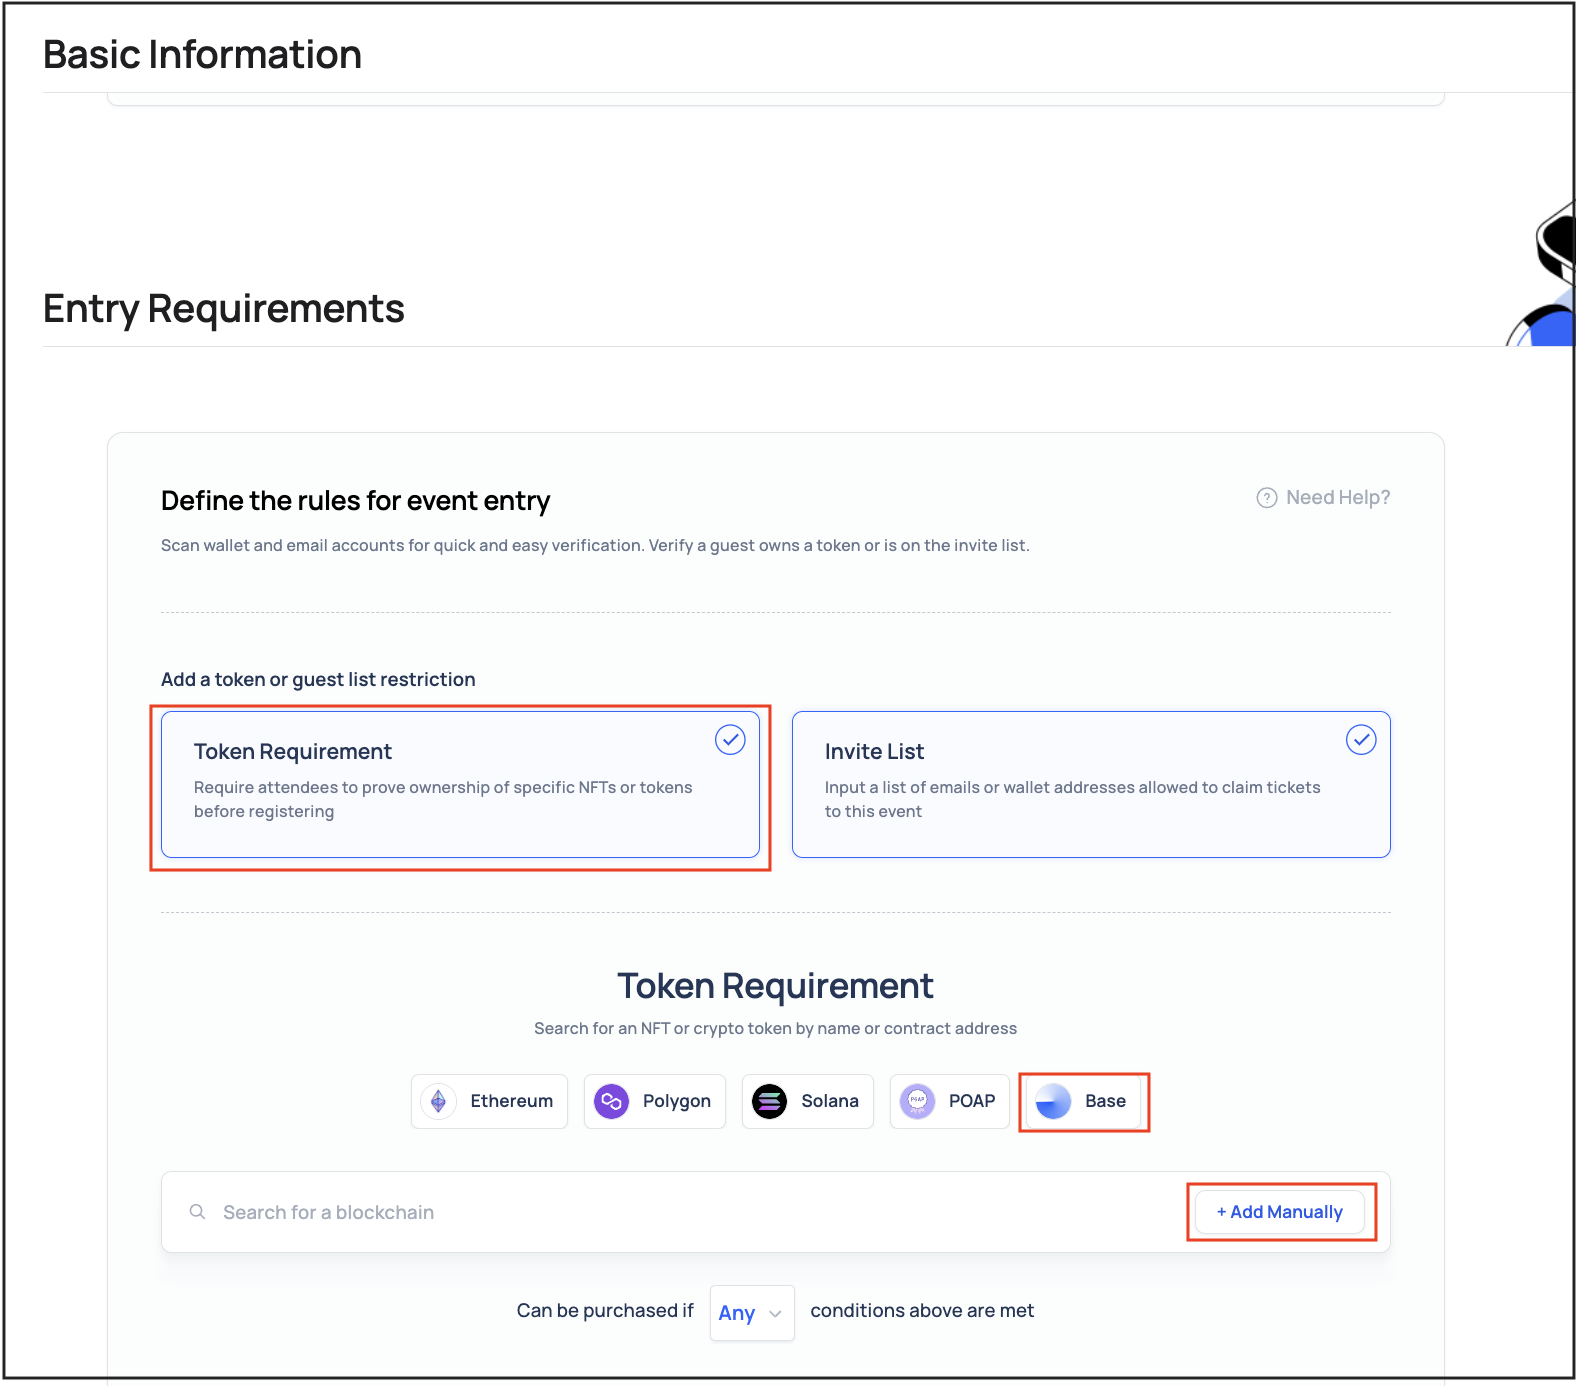 Basic Information
Entry Requirements
Define the rules for event entry
Need Help?
Scan wallet and email accounts for quick and easy verification. Verify a guest owns a token or is on the invite list.
Add a token or guest list restriction
Token Requirement
Require attendees to prove ownership of specific NFTs or tokens
before registering
Invite List
Input a list of emails or wallet addresses allowed to claim tickets
to this event
Token Requirement
Search for an NFT or crypto token by name or contract address
Ethereum
Polygon
Solana
POAP
POAP
Base
Search for a blockchain
+ Add Manually
Can be purchased if Any conditions above are met